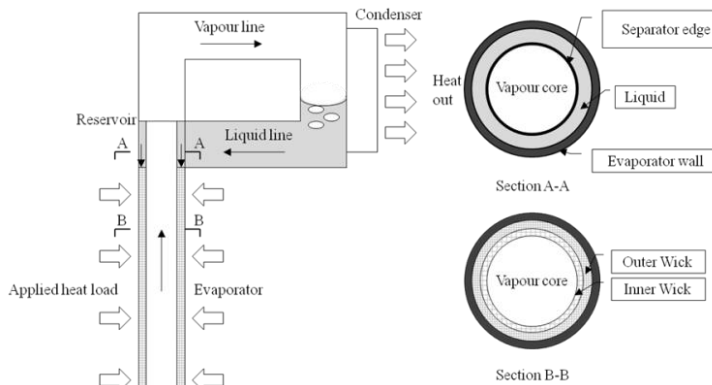 Vapour line
Condenser
Heat
out
Reservoir
A
A
Liquid line
B
B
Applied heat load
Evaporator
Separator edge
Vapour core
Liquid
Evaporator wall
Section A-A
Outer Wick
Vapour core
Inner Wick
Section B-B